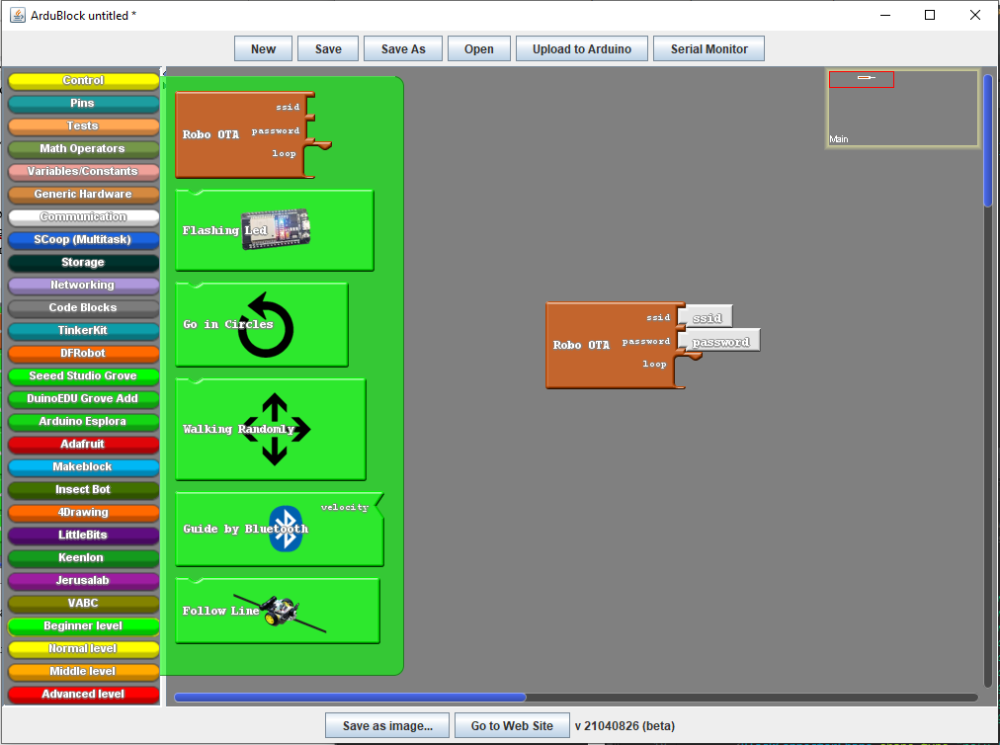 ArduBlock untitled *
New Save Save As Open Upload to Arduino Serial Monitor
Control
Pins
Tests
Math Operators
Variables/Constants
Generic Hardware
Communication
SCoop (Multitask)
Storage
Networking
Code Blocks
TinkerKit
DFRobot
Seeed Studio Grove
DuinoEDU Grove Add
Arduino Esplora
Adafruit
Makeblock
Insect Bot
4Drawing
LittleBits
Keenlon
Jerusalab
VABC
Beginner level
Normal level
Middle level
Advanced level
ssid
Robo OTA password
loop
Flashing Led
Go in Circles
Walking Randomly
velocity
Guide by Bluetooth
Follow Line
ssid ssid
Robo OTA password password
loop
Main
Save as image... Go to Web Site v 21040826 (beta)